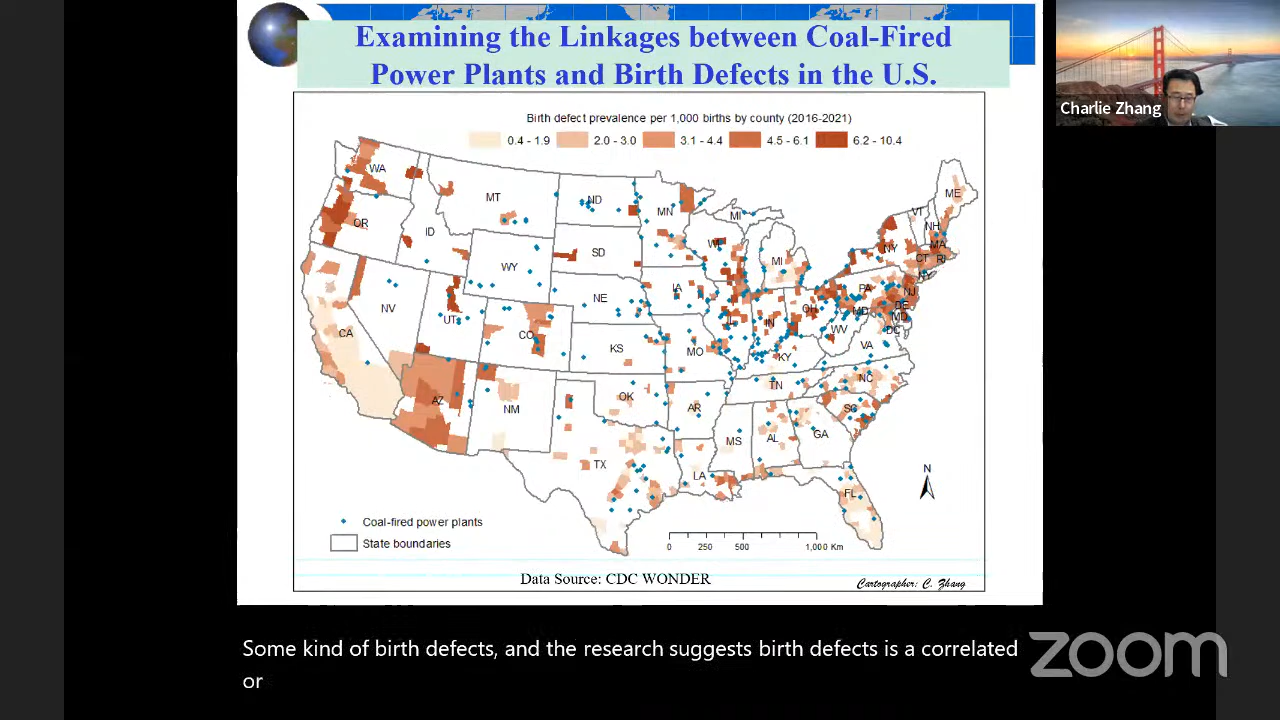 Examining the Linkages between Coal-Fired
Power Plants and Birth Defects in the U.S.
Charlie Zhang
Birth defect prevalence per 1,000 births by county (2016-2021)
0.4 - 1.9 2.0 - 3.0 3.1 - 4.4 4.5 - 6.1 6.2 - 10.4
WA
MT
ND
MN
MI
ME
VT
NH
OR
ID
WY
SD
WI
MI
NY
MA
CT
RI
NY
NV
UT
NE
IA
PA
NJ
CA
CO
IL
IN
OH
MD
DE
MD
DC
WV
VA
KS
MO
KY
AZ
NM
OK
AR
TN
NC
SC
TX
LA
MS
AL
GA
FL
N
Coal-fired power plants
State boundaries
0 250 500 1,000 Km
Data Source: CDC WONDER
Cartographer: C. Zhang
Some kind of birth defects, and the research suggests birth defects is a correlated
or
zoom